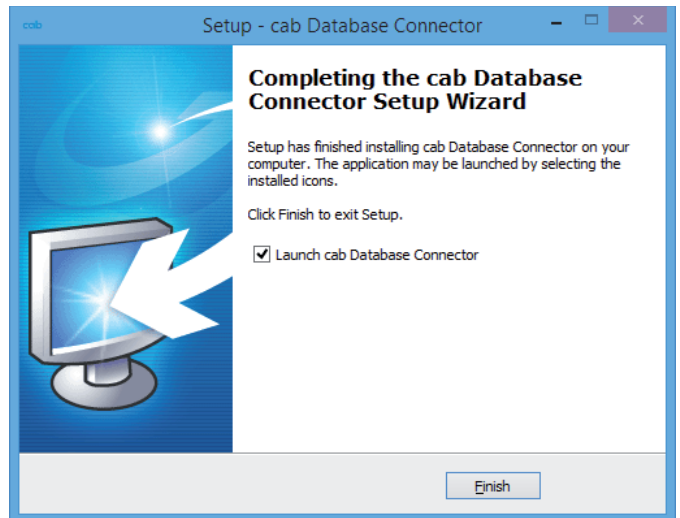 cab Setup - cab Database Connector
Completing the cab Database
Connector Setup Wizard
Setup has finished installing cab Database Connector on your
computer. The application may be launched by selecting the
installed icons.
Click Finish to exit Setup.
Launch cab Database Connector
Finish